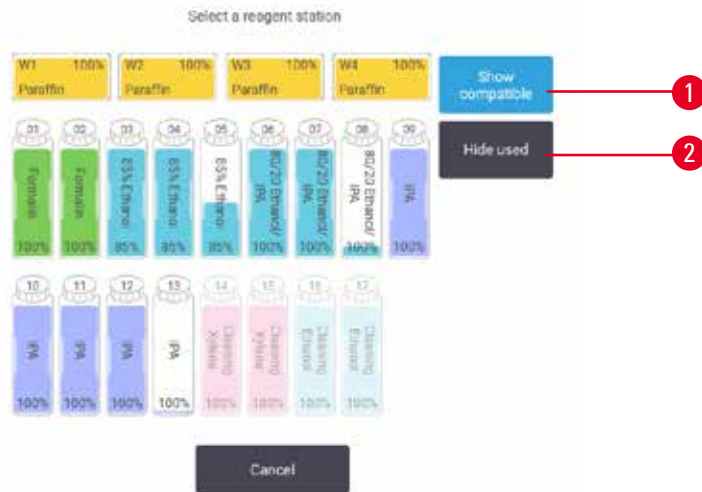 Select a reagent station
W1 100% W2 100% W3 100% W4 100%
Paraffin Paraffin Paraffin Paraffin
Show
compatible
1
01 02 03 04 05 06 07 08 09
Hide used
2
Formalin
Formalin
85% Ethanol
85% Ethanol
85% Ethanol
80/20 Ethanol/
IPA
80/20 Ethanol/
IPA
80/20 Ethanol/
IPA
IPA
100% 100% 85% 85% 85% 100% 100% 100% 100%
10 11 12 13 14 15 16 17
IPA
IPA
IPA
IPA
Cleaning
Xylene
Cleaning
Xylene
Cleaning
Ethanol
Cleaning
Ethanol
100% 100% 100% 100% 100% 100% 100% 100%
Cancel